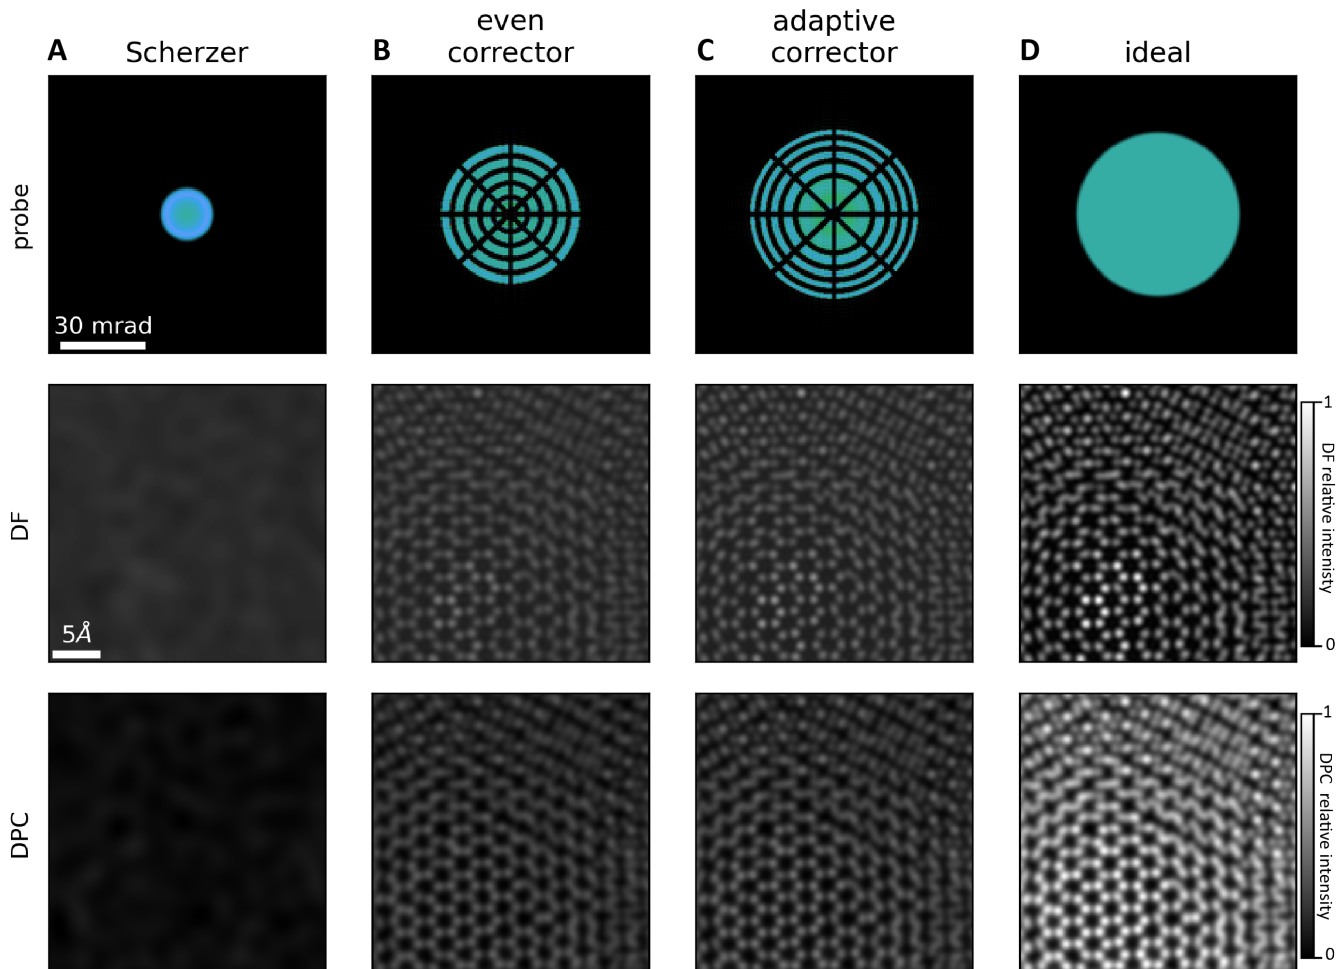 A Scherzer
B even
corrector
C adaptive
corrector
D ideal
probe
30 mrad
DF
5Å
1
DF relative intenisty
0
DPC
1
DPC relative intensity
0